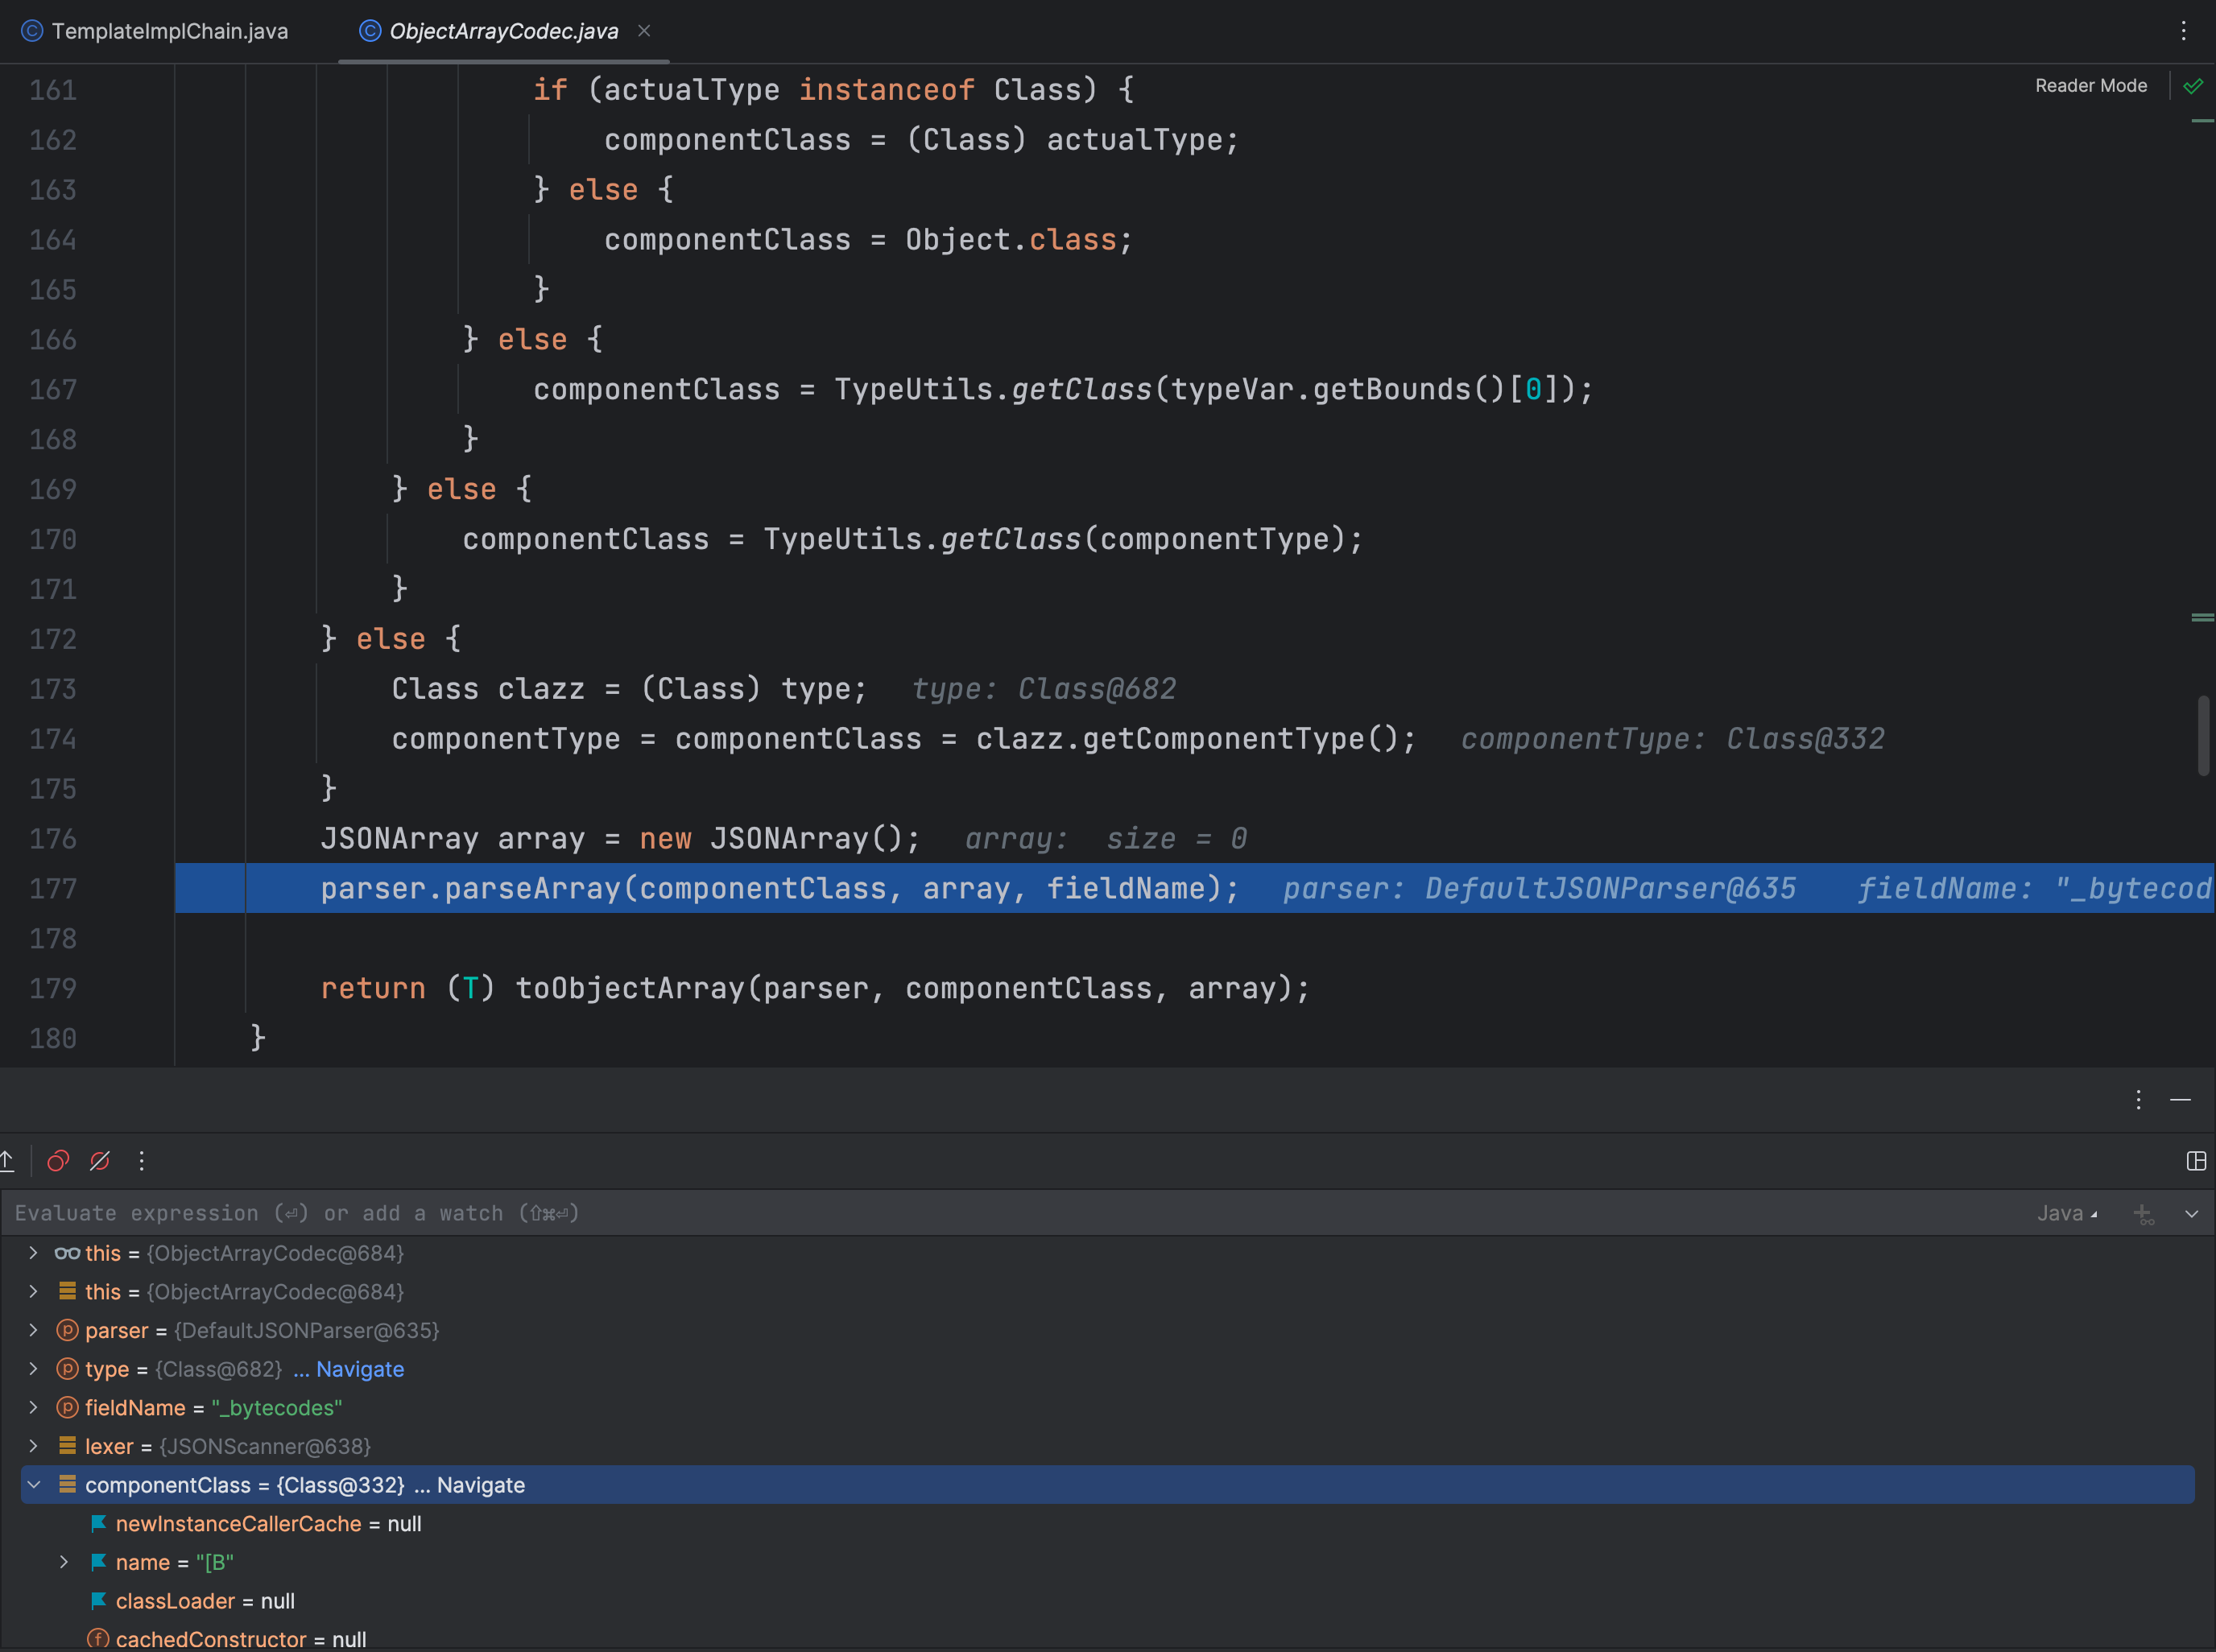 TemplateImplChain.java
ObjectArrayCodec.java
Reader Mode
161 if (actualType instanceof Class) {
162 componentClass = (Class) actualType;
163 } else {
164 componentClass = Object.class;
165 }
166 } else {
167 componentClass = TypeUtils.getClass(typeVar.getBounds()[0]);
168 }
169 } else {
170 componentClass = TypeUtils.getClass(componentType);
171 }
172 } else {
173 Class clazz = (Class) type; type: Class@682
174 componentType = componentClass = clazz.getComponentType(); componentType: Class@332
175 }
176 JSONArray array = new JSONArray(); array: size = 0
177 parser.parseArray(componentClass, array, fieldName); parser: DefaultJSONParser@635 fieldName: "_bytecod
178
179 return (T) toObjectArray(parser, componentClass, array);
180 }
Evaluate expression (⏎) or add a watch (⇧⌘⏎) Java
this = {ObjectArrayCodec@684}
this = {ObjectArrayCodec@684}
parser = {DefaultJSONParser@635}
type = {Class@682} ... Navigate
fieldName = "_bytecodes"
lexer = {JSONScanner@638}
componentClass = {Class@332} ... Navigate
newInstanceCallerCache = null
name = "[B"
classLoader = null
cachedConstructor = null